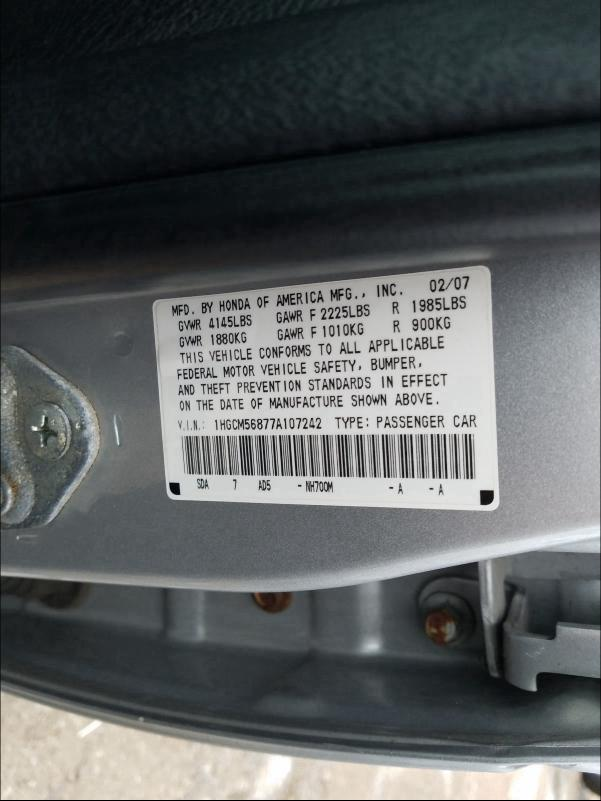 MFD. BY HONDA OF AMERICA MFG., INC. 02/07
GVWR 4145LBS GAWR F 2225LBS R 1985LBS
GVWR 1880KG GAWR F 1010KG R 900KG
THIS VEHICLE CONFORMS TO ALL APPLICABLE
FEDERAL MOTOR VEHICLE SAFETY, BUMPER,
AND THEFT PREVENTION STANDARDS IN EFFECT
ON THE DATE OF MANUFACTURE SHOWN ABOVE.
V.I.N.: 1HGCM56877A107242 TYPE: PASSENGER CAR
SDA 7 AD5 - NH700M - A - A